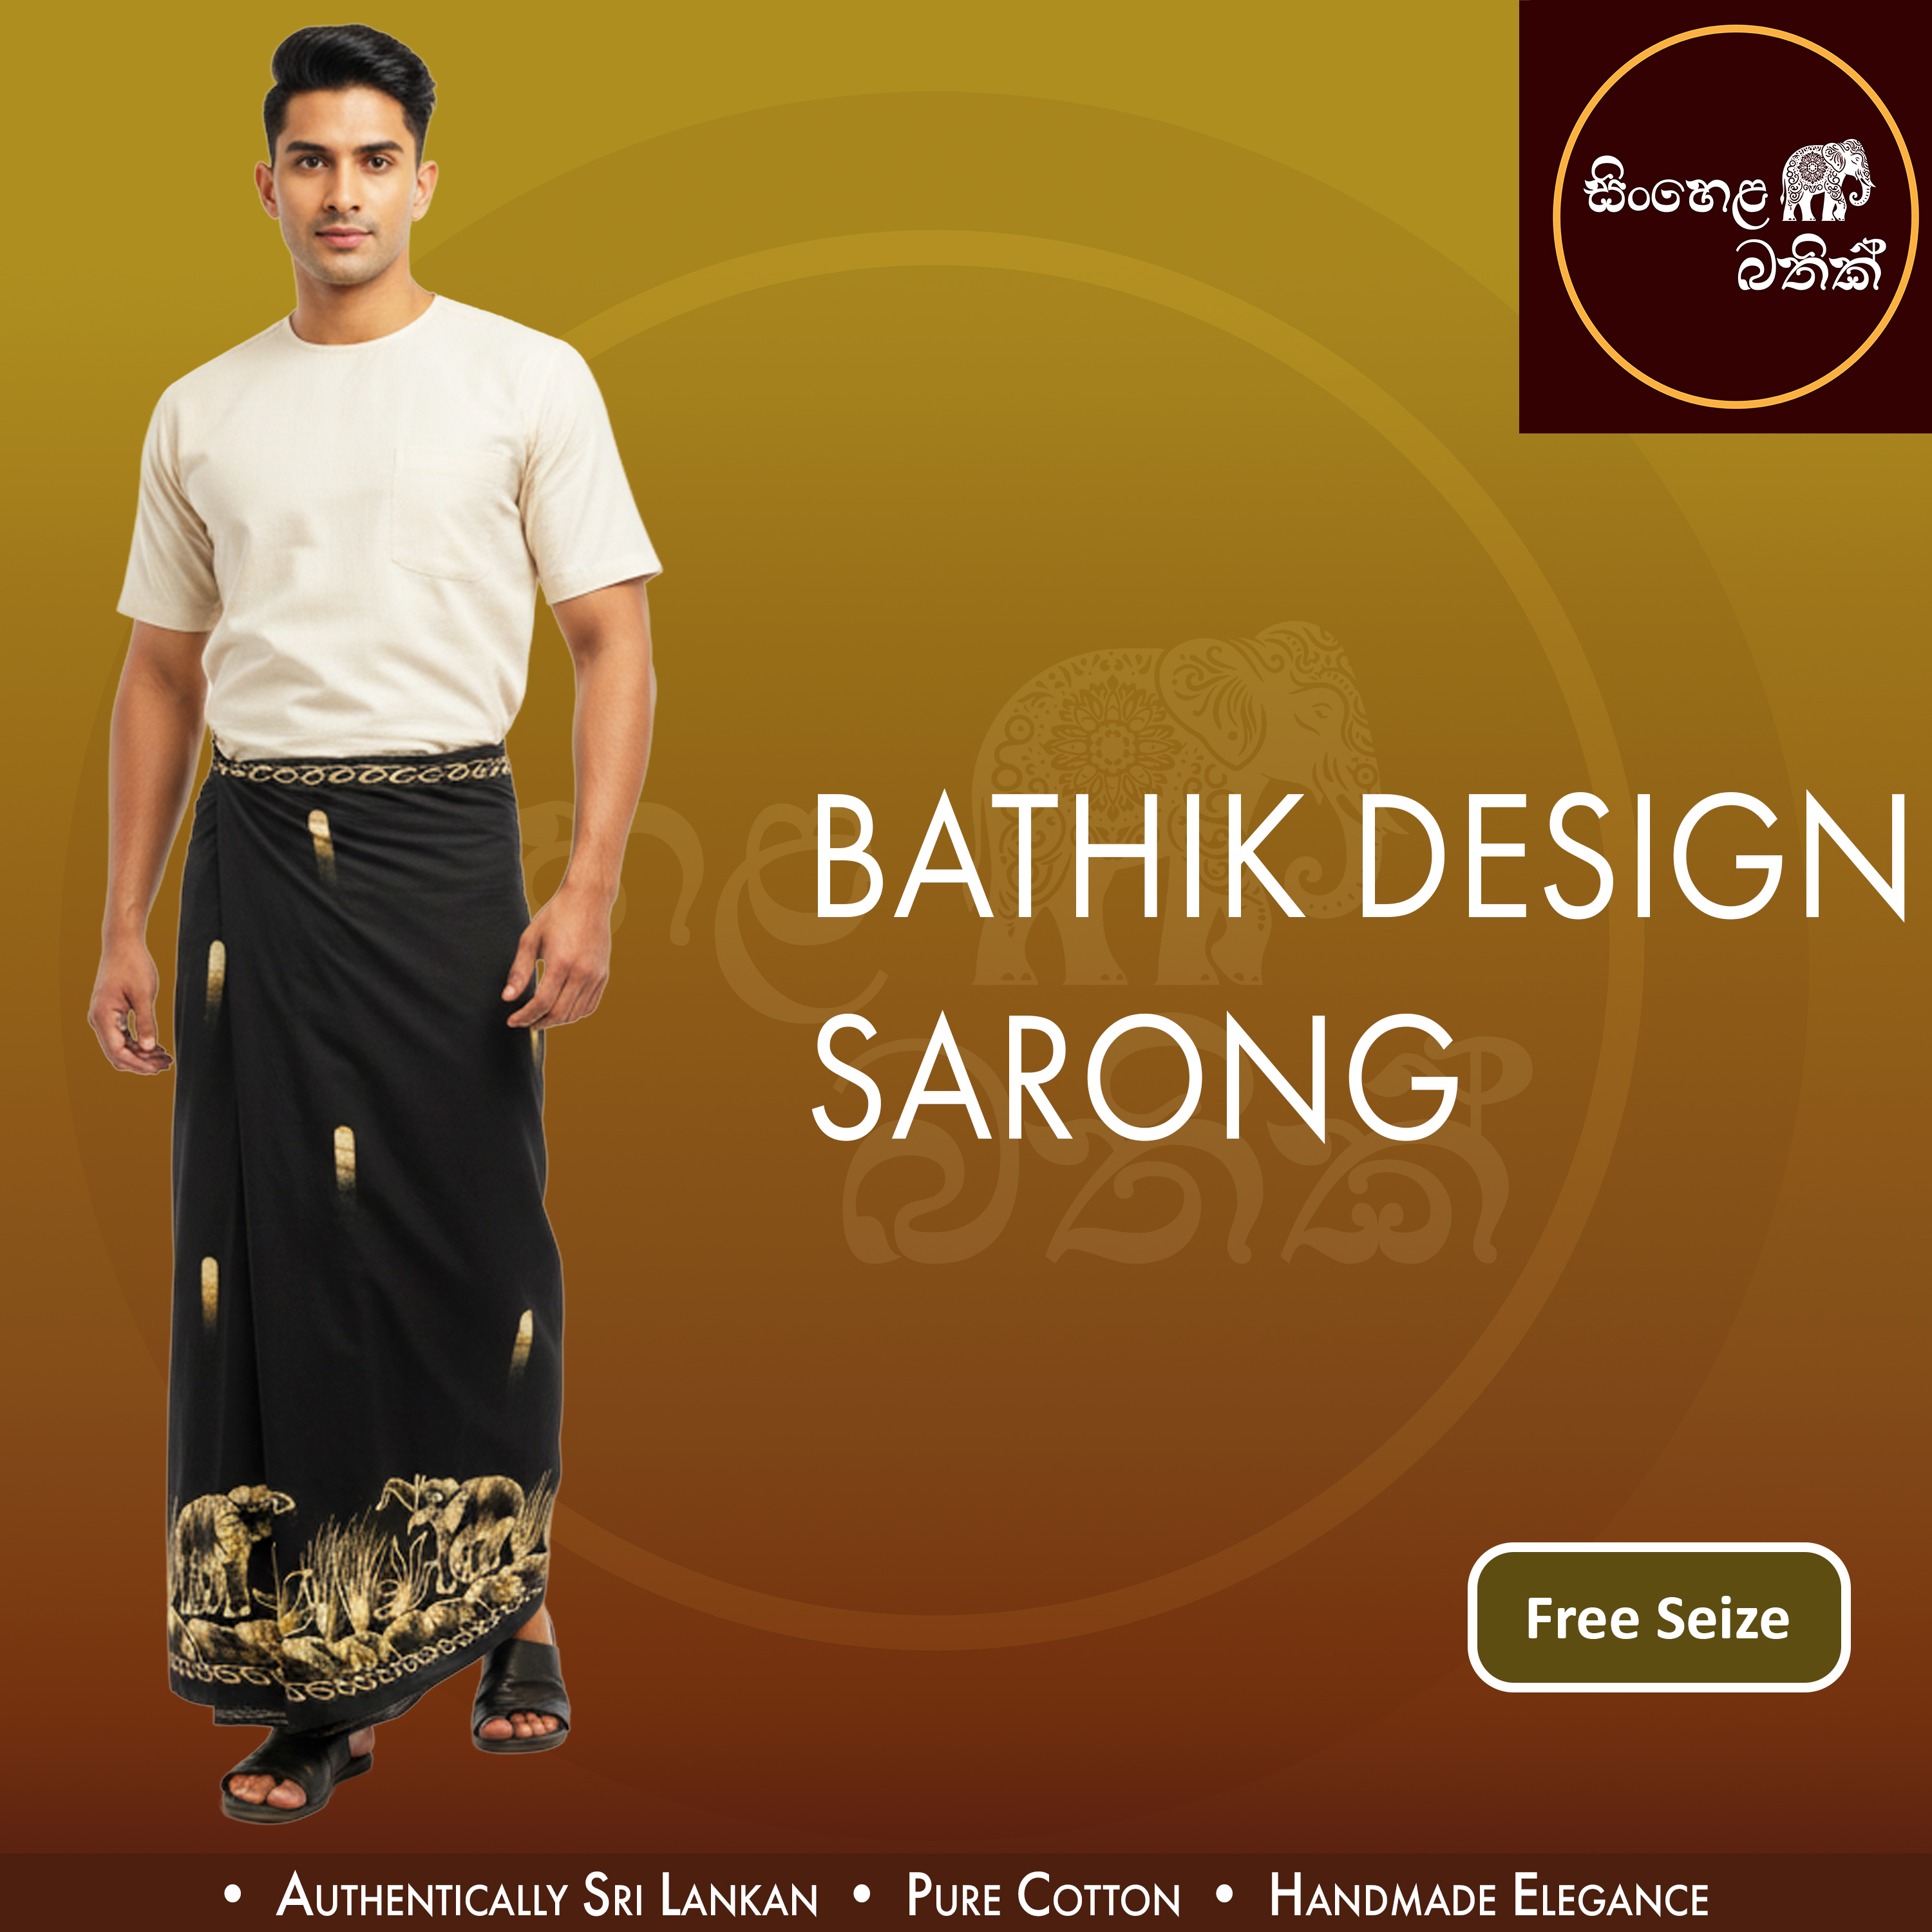 සිංහෙළ
බතික්
BATHIK DESIGN
SARONG
Free Seize
• Authentically Sri Lankan • Pure Cotton • Handmade Elegance